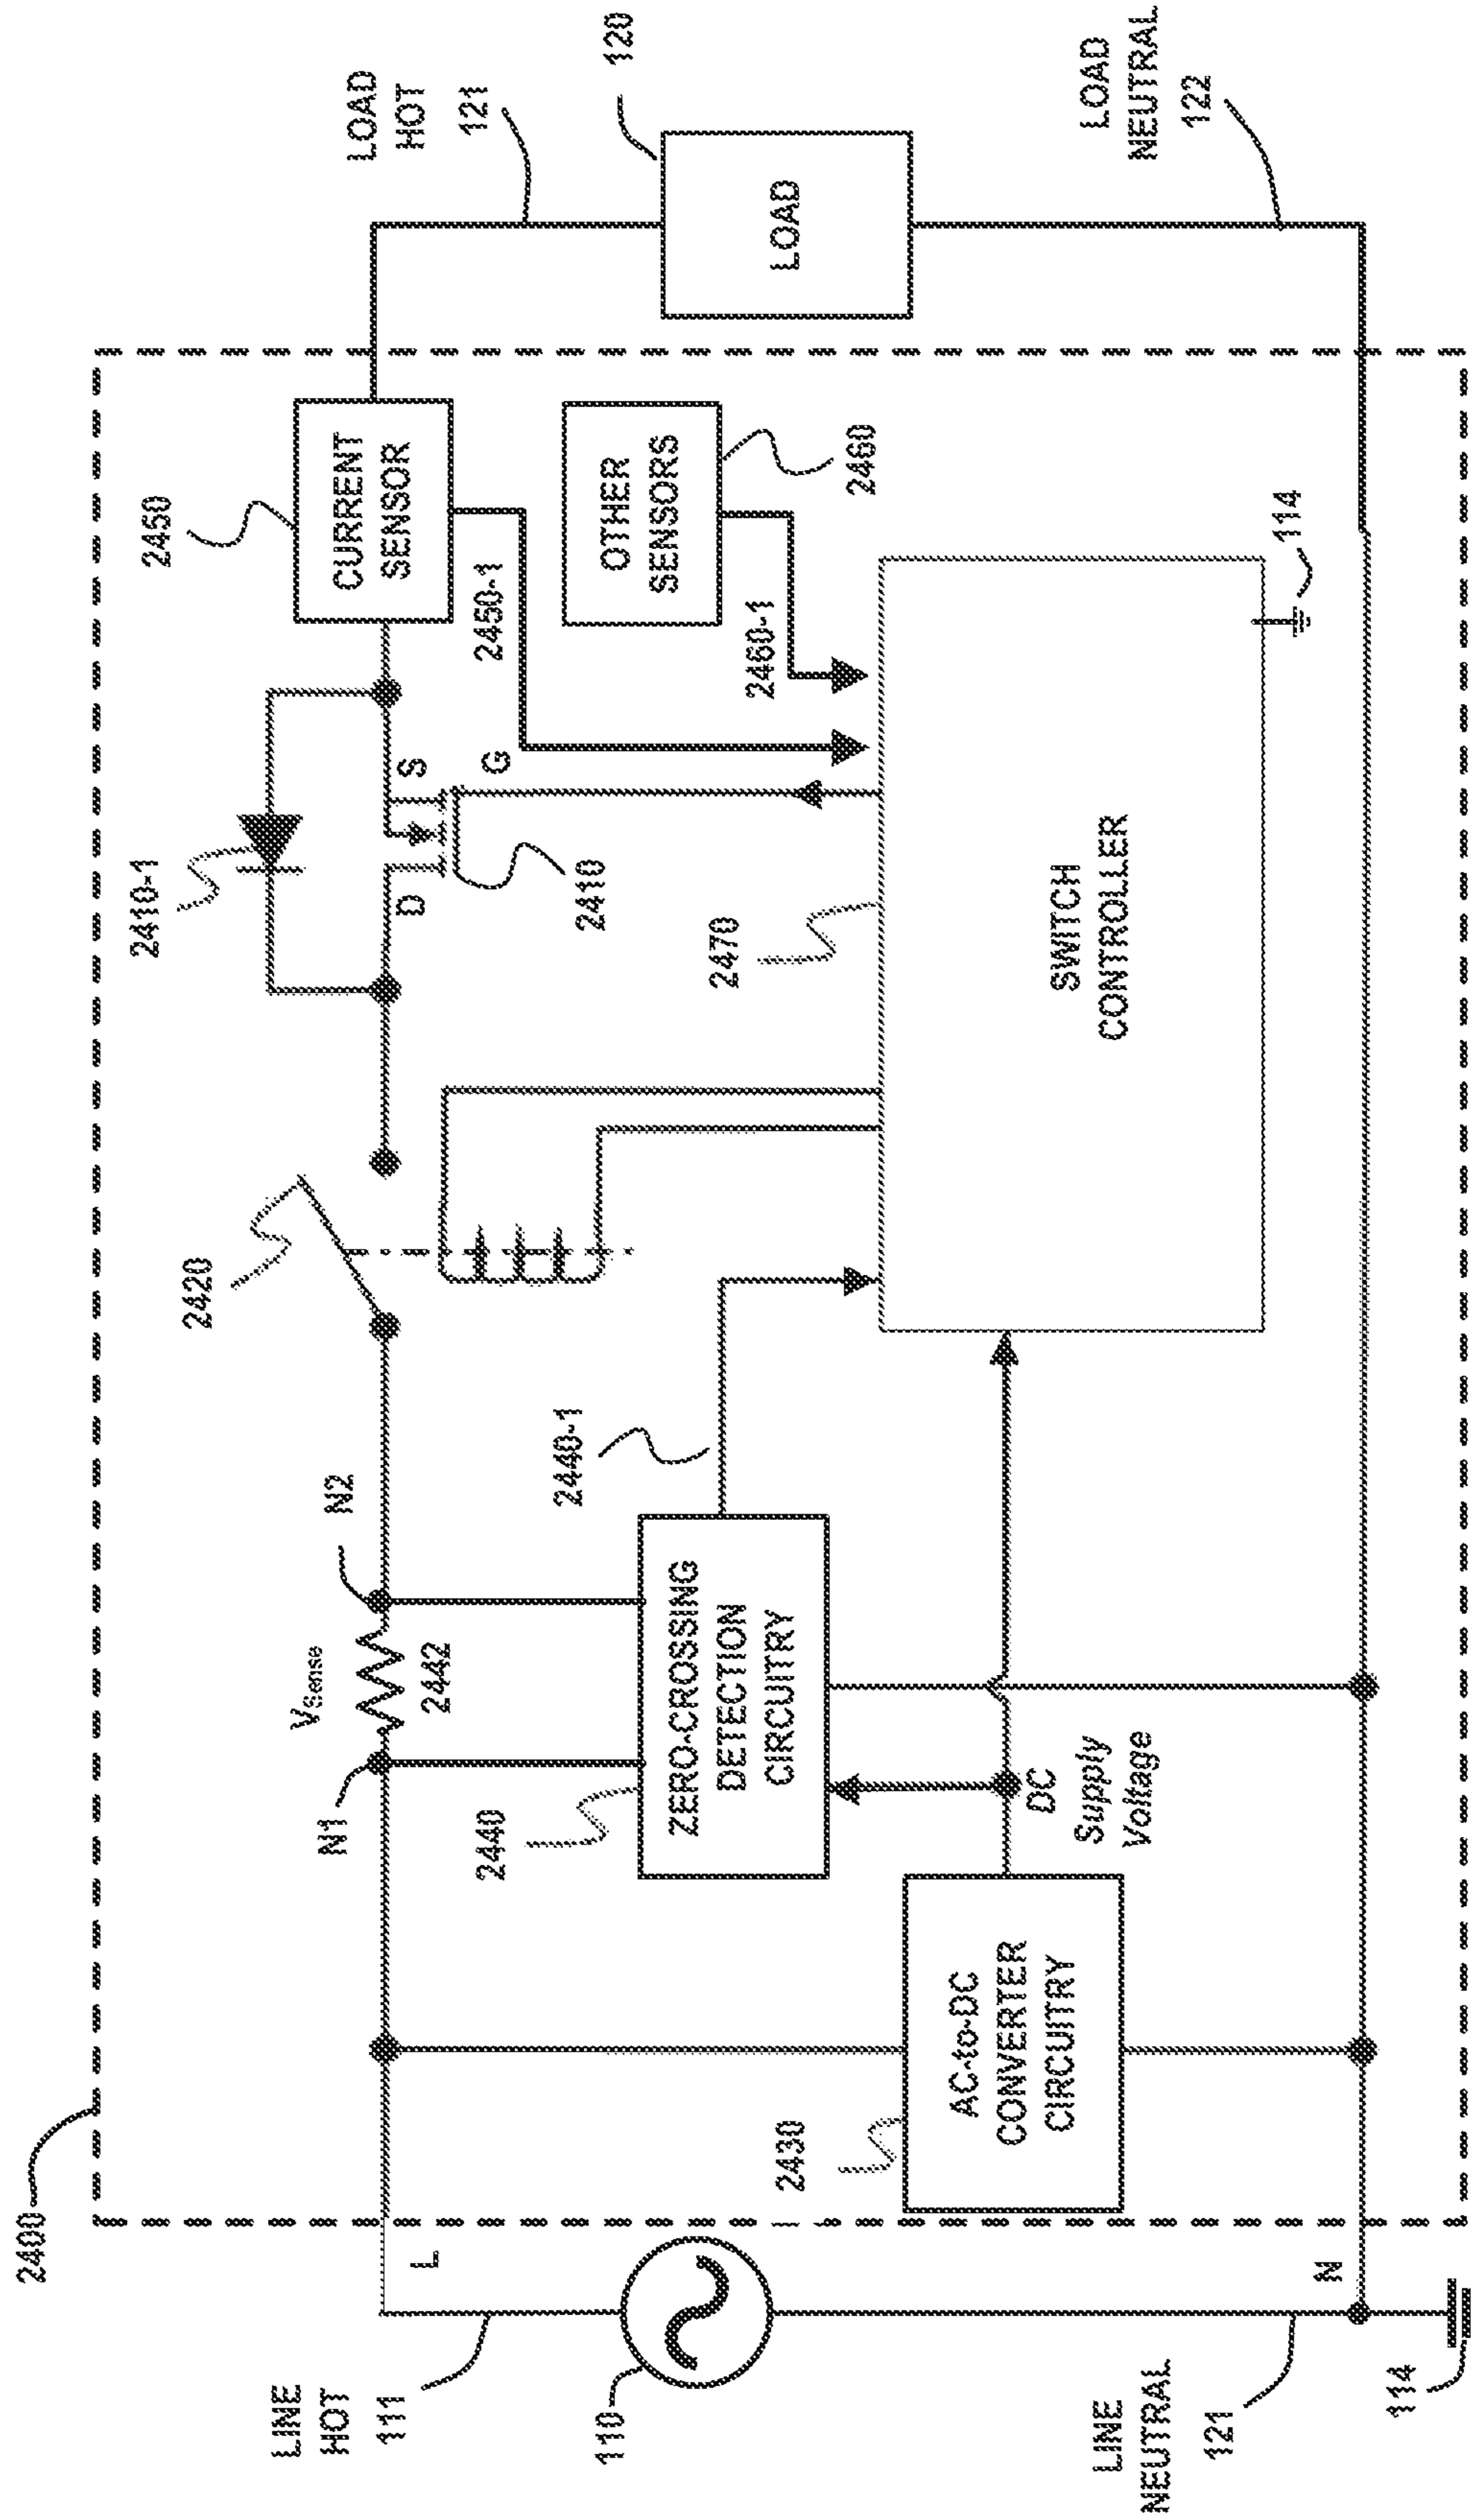 2400
LINE
HOT
111
L
110
LINE
NEUTRAL
121
N
114
2430
AC-to-DC
CONVERTER
CIRCUITRY
DC
Supply
Voltage
N1
VSense
2442
N2
2440
ZERO-CROSSING
DETECTION
CIRCUITRY
2440-1
2420
2410-1
D
S
G
2410
2470
SWITCH
CONTROLLER
114
2450
CURRENT
SENSOR
2450-1
OTHER
SENSORS
2460
2460-1
LOAD
HOT
121
120
LOAD
LOAD
NEUTRAL
122